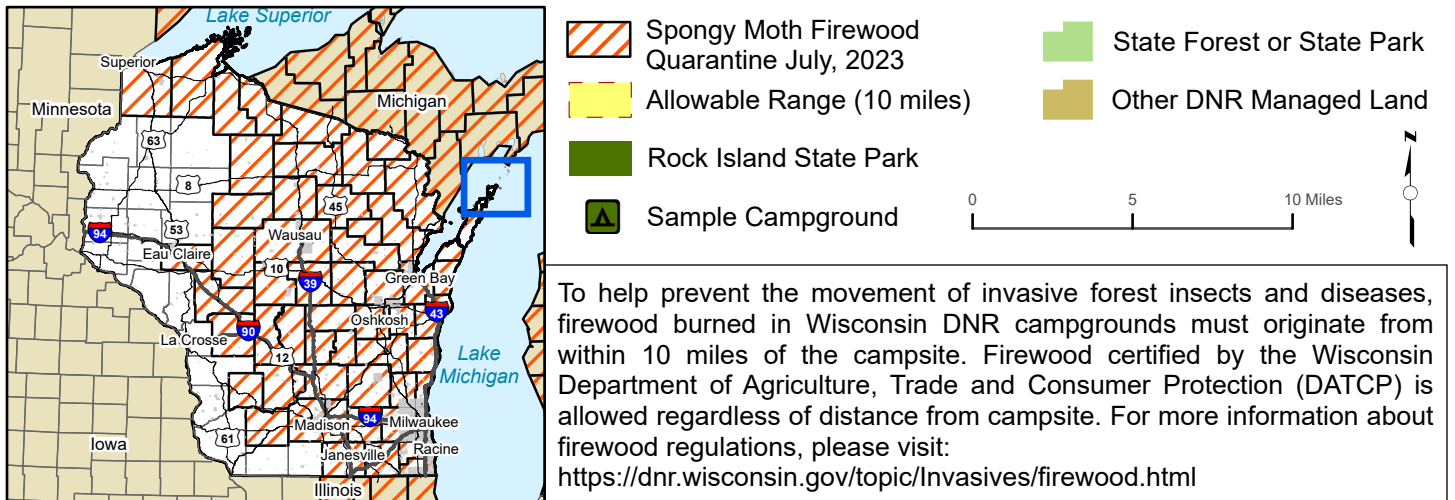 Lake Superior
Superior
Minnesota
Michigan
63
8
45
94
53
Wausau
Eau Claire
10
39
Green Bay
43
Oshkosh
90
La Crosse
12
Lake
Michigan
94
Madison
Milwaukee
61
Iowa
Janesville
Racine
Illinois
Spongy Moth Firewood
Quarantine July, 2023
Allowable Range (10 miles)
Rock Island State Park
Sample Campground
State Forest or State Park
Other DNR Managed Land
N
0 5 10 Miles
To help prevent the movement of invasive forest insects and diseases,
firewood burned in Wisconsin DNR campgrounds must originate from
within 10 miles of the campsite. Firewood certified by the Wisconsin
Department of Agriculture, Trade and Consumer Protection (DATCP) is
allowed regardless of distance from campsite. For more information about
firewood regulations, please visit:
https://dnr.wisconsin.gov/topic/Invasives/firewood.html